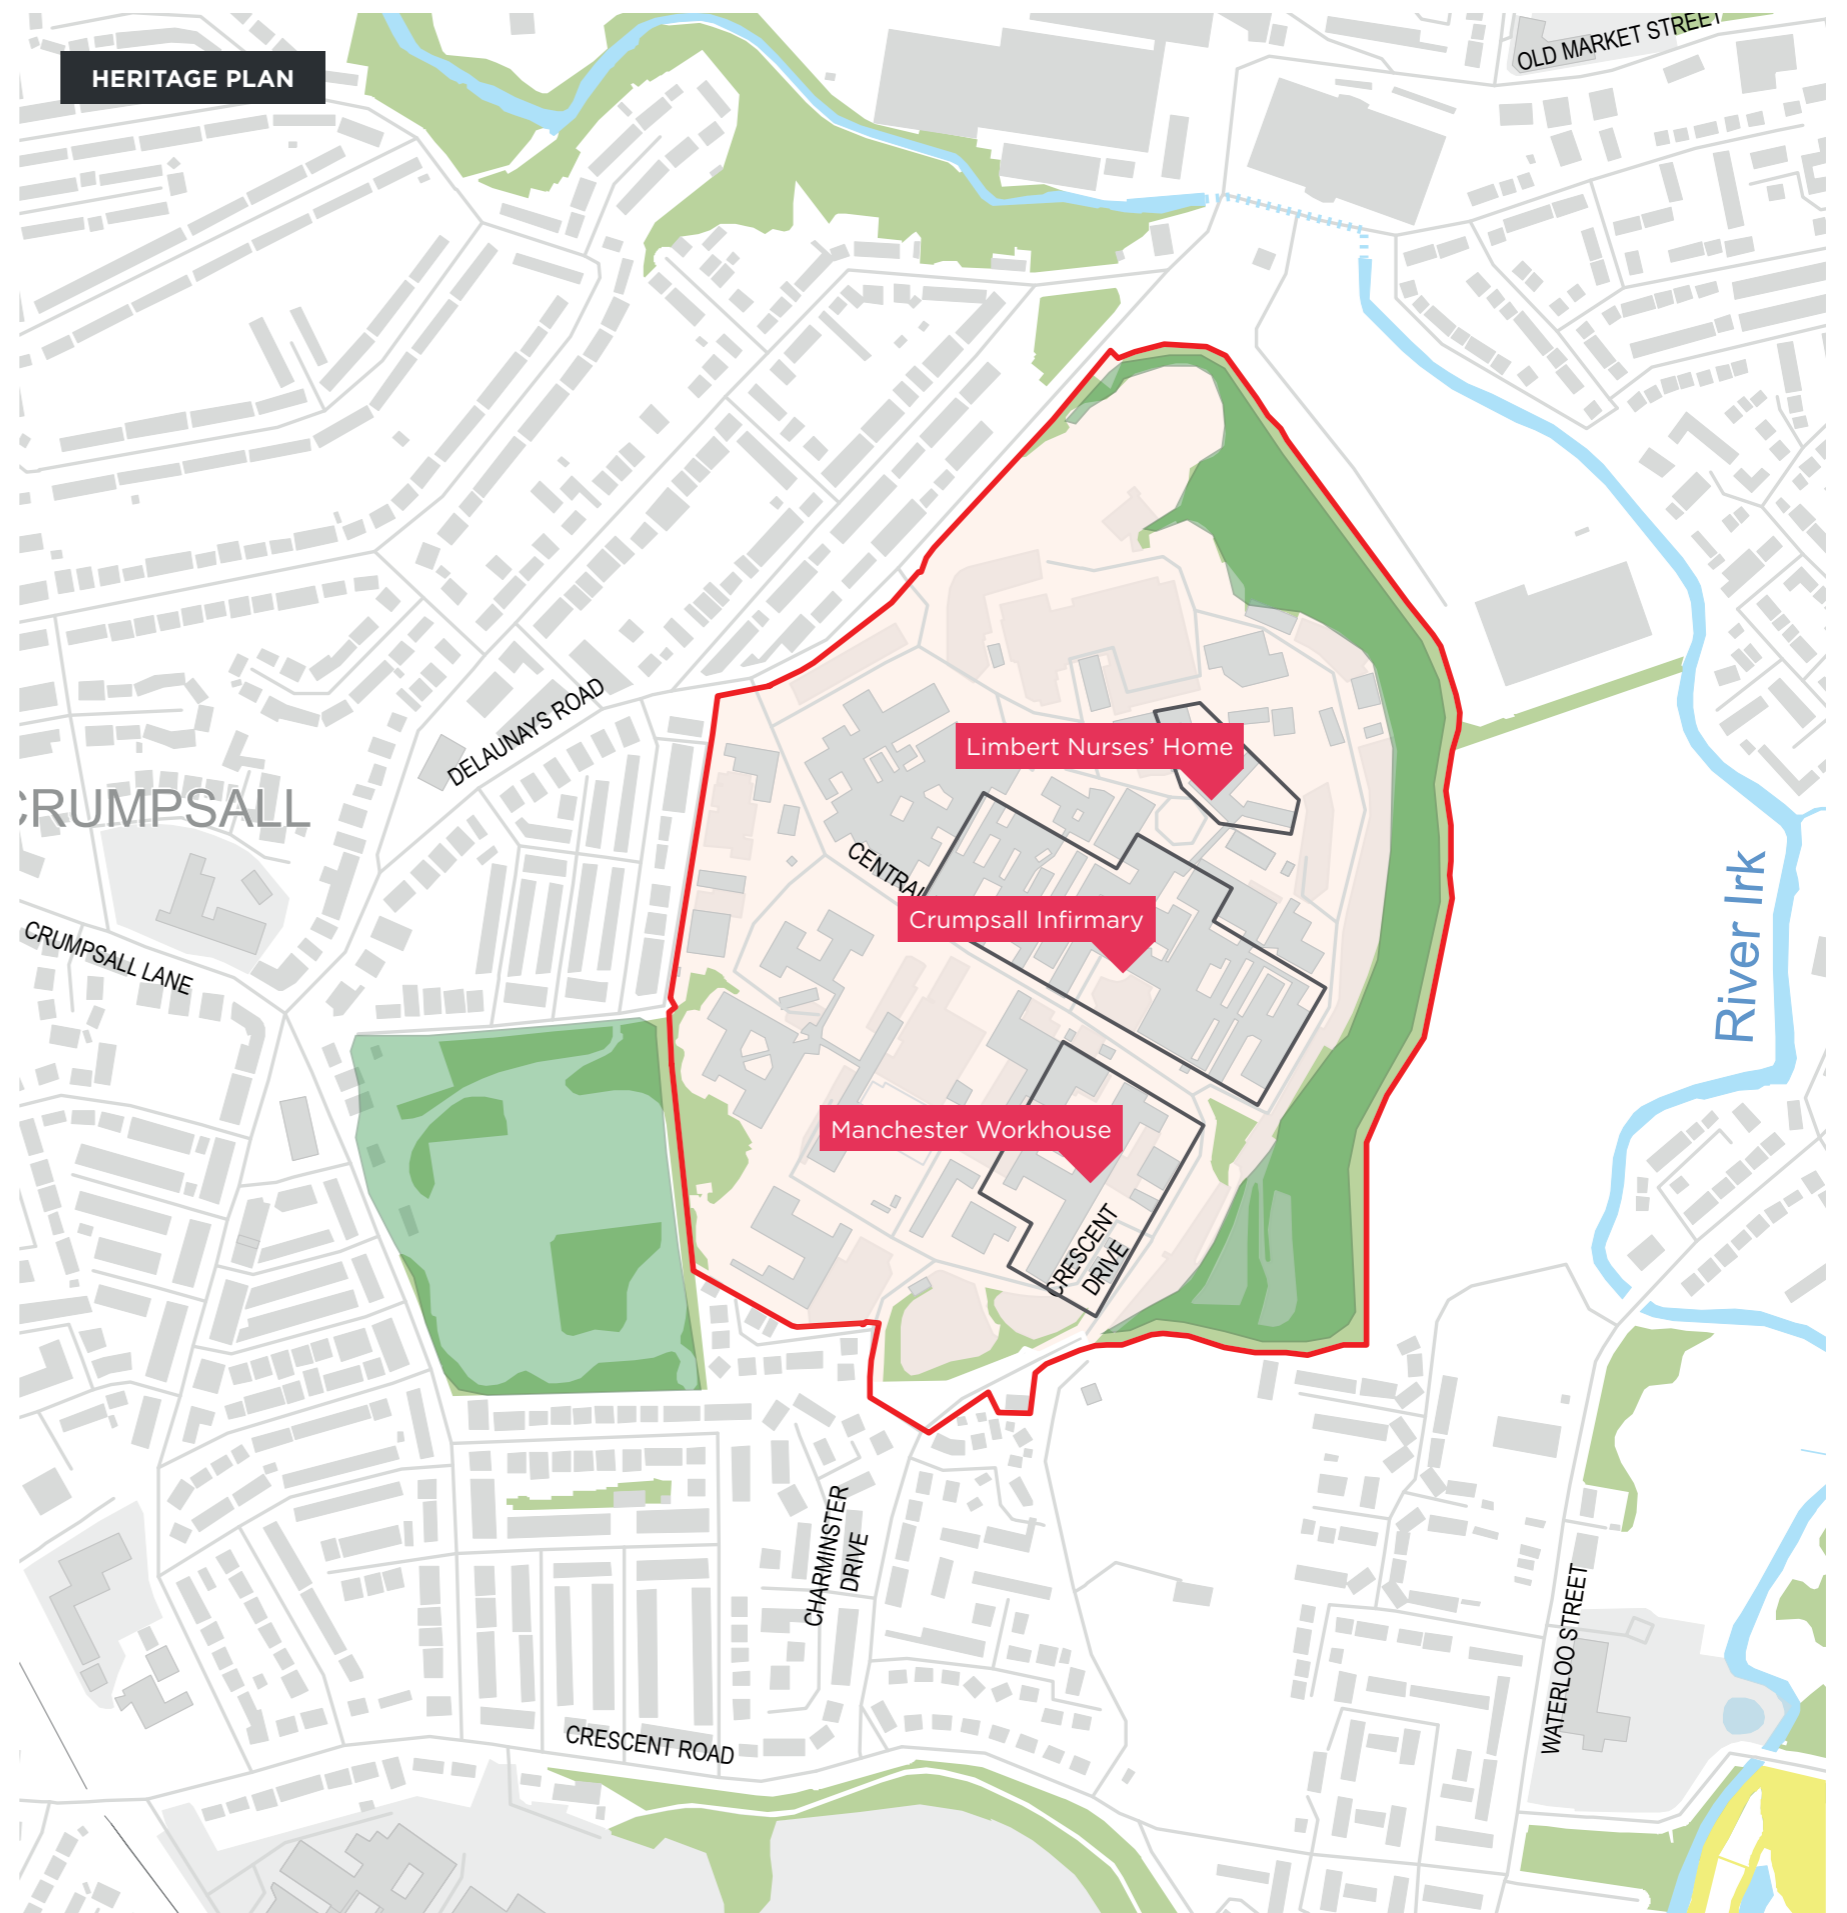 OLD MARKET STREET
HERITAGE PLAN
DELAUNAYS ROAD
Limbert Nurses’ Home
CRUMPSALL
CENTRAL
River Irk
Crumpsall Infirmary
CRUMPSALL LANE
Manchester Workhouse
CRESCENT
DRIVE
CHARMINSTER
DRIVE
WATERLOO STREET
CRESCENT ROAD